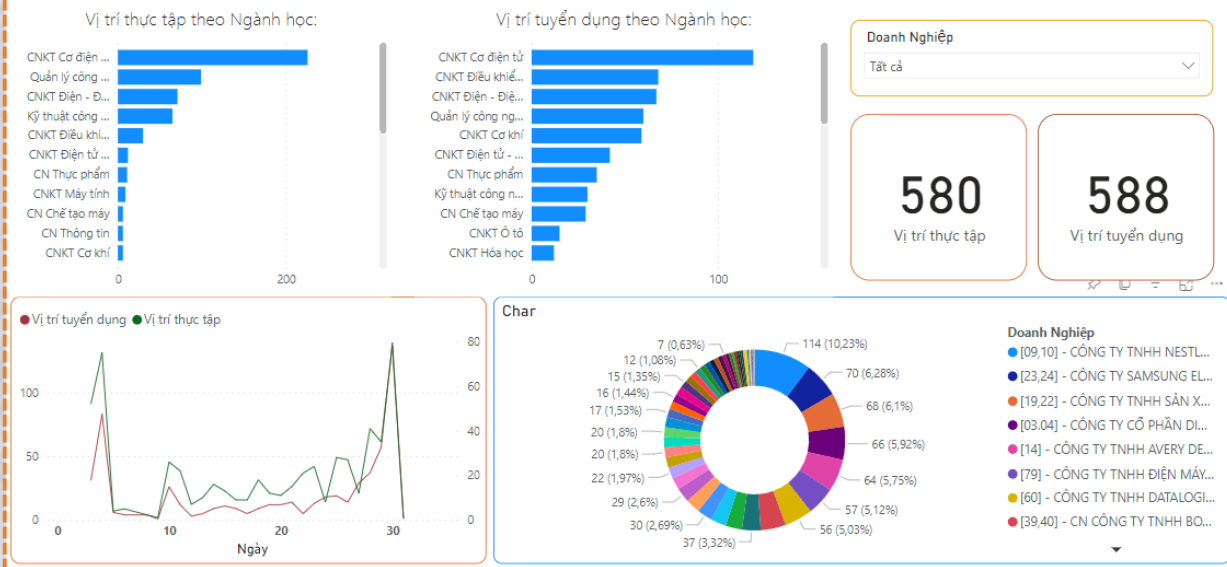 Vị trí thực tập theo Ngành học:
CNKT Cơ điện ...
Quản lý công ...
CNKT Điện - Đ...
Kỹ thuật công ...
CNKT Điều khi...
CNKT Điện tử ...
CN Thực phẩm
CNKT Máy tính
CN Chế tạo máy
CN Thông tin
CNKT Cơ khí
0
200
Vị trí tuyển dụng theo Ngành học:
CNKT Cơ điện tử
CNKT Điều khiể...
CNKT Điện - Điệ...
Quản lý công ng...
CNKT Cơ khí
CNKT Điện tử - ...
CN Thực phẩm
Kỹ thuật công n...
CN Chế tạo máy
CNKT Ô tô
CNKT Hóa học
0
100
Doanh Nghiệp
Tất cả
580
Vị trí thực tập
588
Vị trí tuyển dụng
Vị trí tuyển dụng
Vị trí thực tập
100
50
0
80
60
40
20
0
0
10
20
30
Ngày
Char
114 (10,23%)
70 (6,28%)
68 (6,1%)
66 (5,92%)
64 (5,75%)
57 (5,12%)
56 (5,03%)
37 (3,32%)
30 (2,69%)
29 (2,6%)
22 (1,97%)
20 (1,8%)
20 (1,8%)
17 (1,53%)
16 (1,44%)
15 (1,35%)
12 (1,08%)
7 (0,63%)
Doanh Nghiệp
[09,10] - CÔNG TY TNHH NESTL...
[23,24] - CÔNG TY SAMSUNG EL...
[19,22] - CÔNG TY TNHH SẢN X...
[03.04] - CÔNG TY CỔ PHẦN DI...
[14] - CÔNG TY TNHH AVERY DE...
[79] - CÔNG TY TNHH ĐIỆN MÁY...
[60] - CÔNG TY TNHH DATALOGI...
[39,40] - CN CÔNG TY TNHH BO...